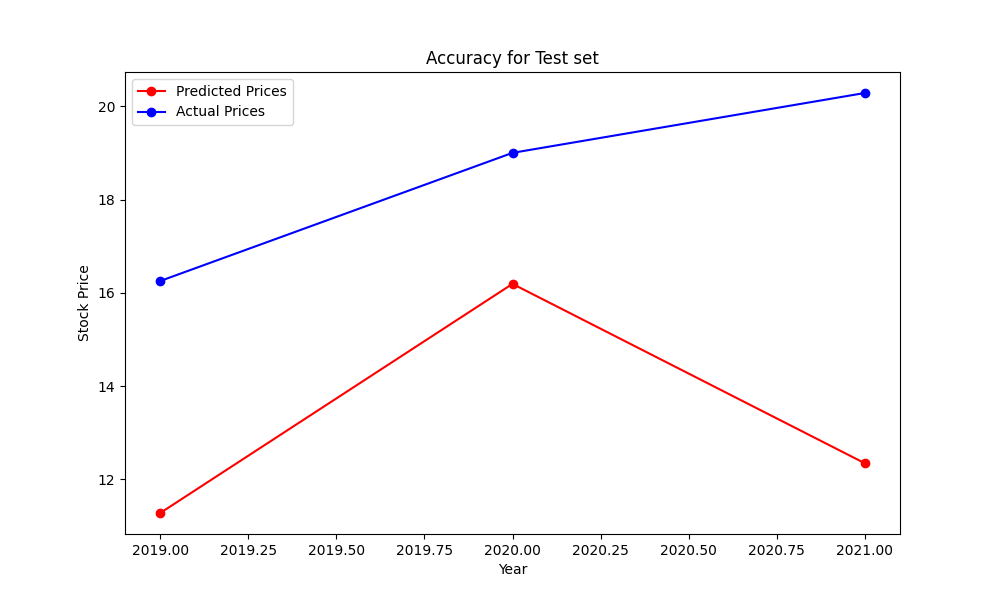 Accuracy for Test set
Predicted Prices
Actual Prices
Stock Price
20
18
16
14
12
2019.00 2019.25 2019.50 2019.75 2020.00 2020.25 2020.50 2020.75 2021.00
Year